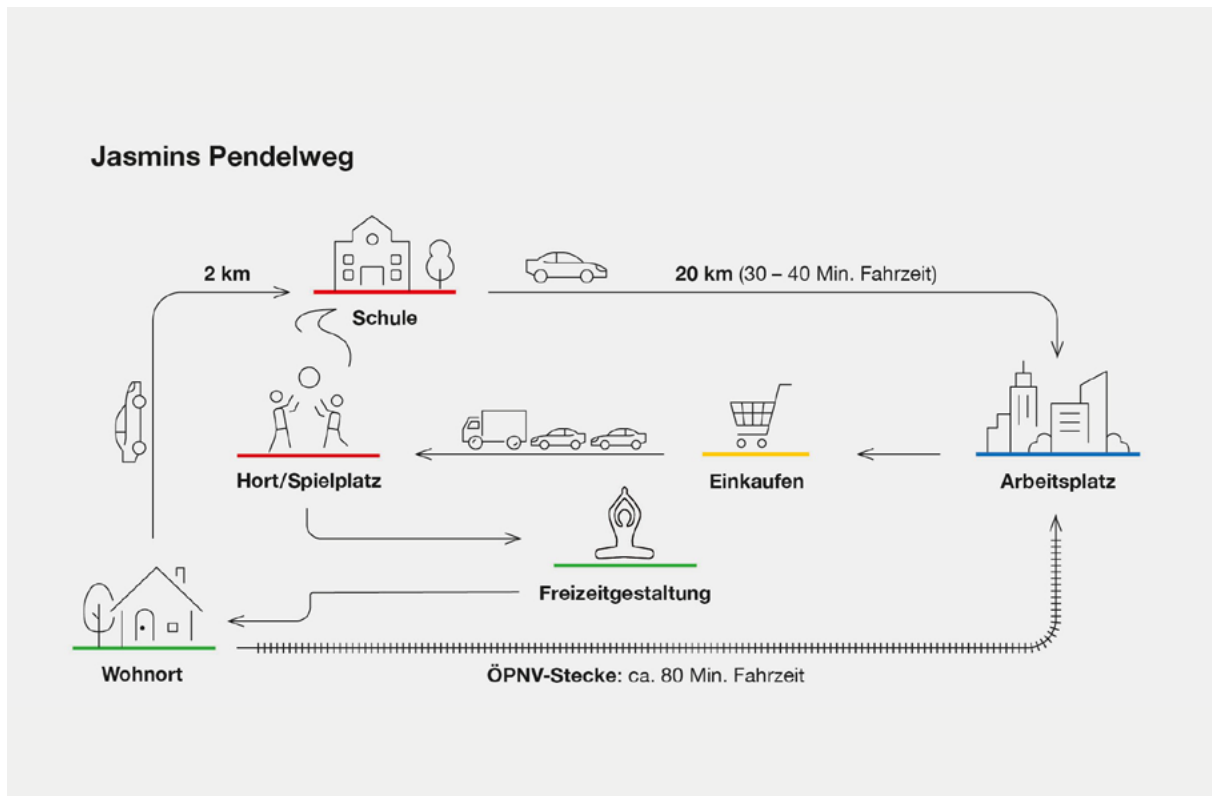 Jasmins Pendelweg
2 km
20 km (30 – 40 Min. Fahrzeit)
Schule
Hort/Spielplatz
Einkaufen
Arbeitsplatz
Freizeitgestaltung
Wohnort
ÖPNV-Stecke: ca. 80 Min. Fahrzeit